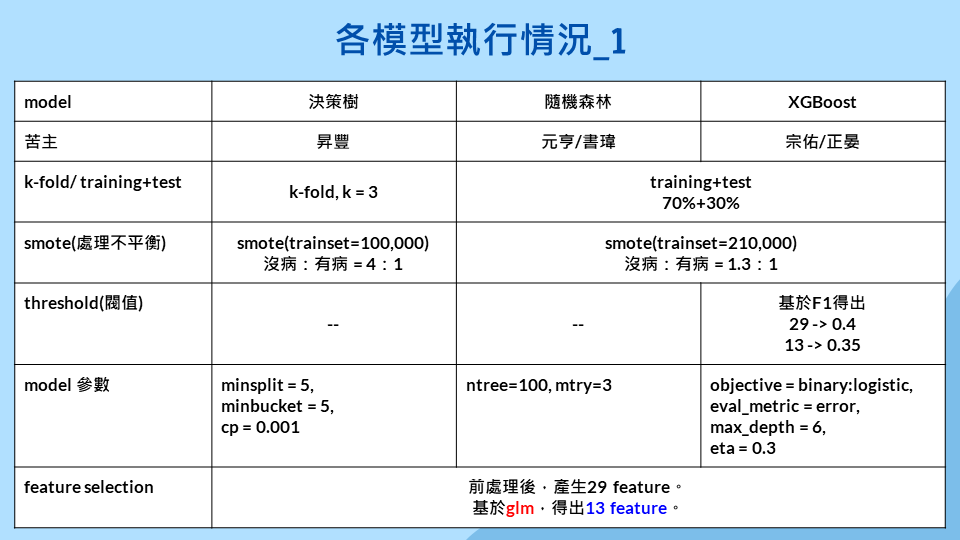 各模型執行情況_1
model 決策樹 隨機森林 XGBoost
苦主 昇豐 元亨/書瑋 宗佑/正晏
k-fold/ training+test k-fold, k = 3 training+test
70%+30%
smote(處理不平衡) smote(trainset=100,000) smote(trainset=210,000)
沒病：有病 = 4：1 沒病：有病 = 1.3：1
threshold(閥值) -- -- 基於F1得出
29 -> 0.4
13 -> 0.35
model 參數 minsplit = 5, ntree=100, mtry=3 objective = binary:logistic,
minbucket = 5, eval_metric = error,
cp = 0.001 max_depth = 6,
eta = 0.3
feature selection 前處理後，產生29 feature。
基於glm，得出13 feature。